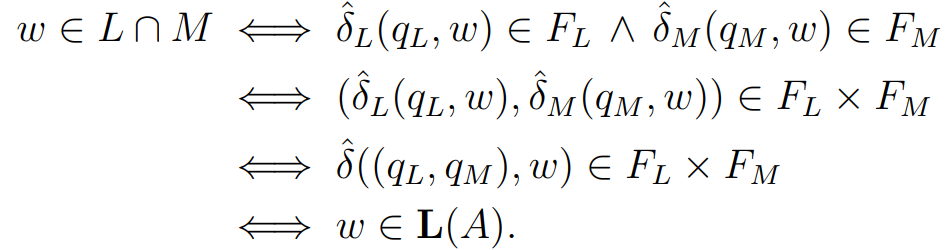 w ∈ L ∩ M ⟺ δ̂_L(q_L, w) ∈ F_L ∧ δ̂_M(q_M, w) ∈ F_M
⟺ (δ̂_L(q_L, w), δ̂_M(q_M, w)) ∈ F_L × F_M
⟺ δ̂((q_L, q_M), w) ∈ F_L × F_M
⟺ w ∈ 𝐋(A).